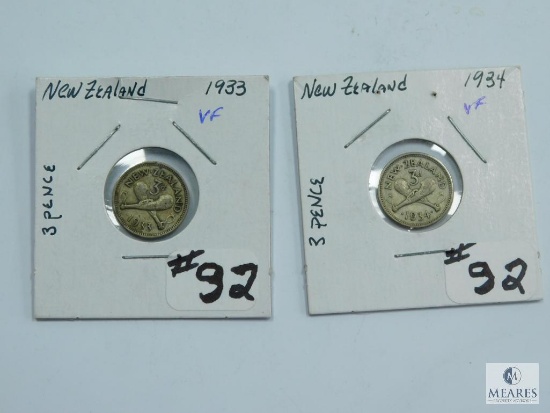 New Zealand 1933
VF
3 PENCE
NEW ZEALAND
3D
1933
#92
New Zealand 1934
VF
3 PENCE
NEW ZEALAND
3D
1934
#92
M
MEARES